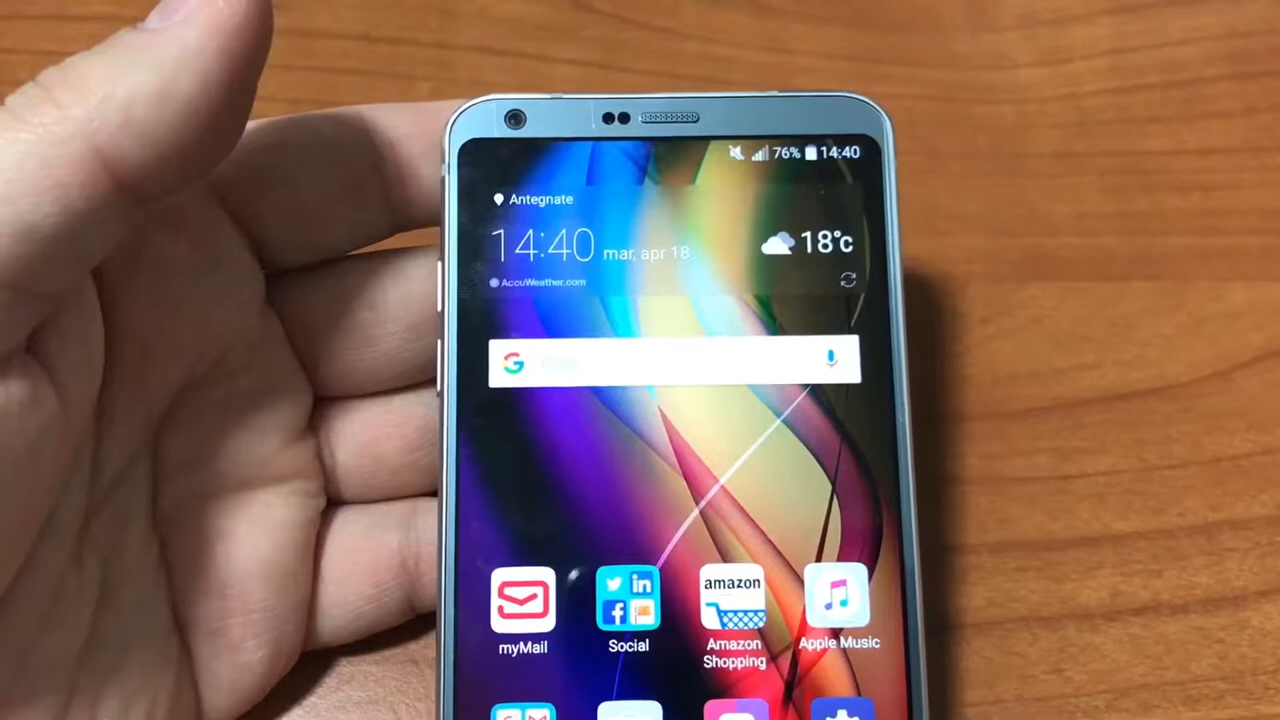 76% 14:40
Antegnate
14:40 mar, apr 18
18°c
AccuWeather.com
amazon
myMail
Social
Amazon
Shopping
Apple Music